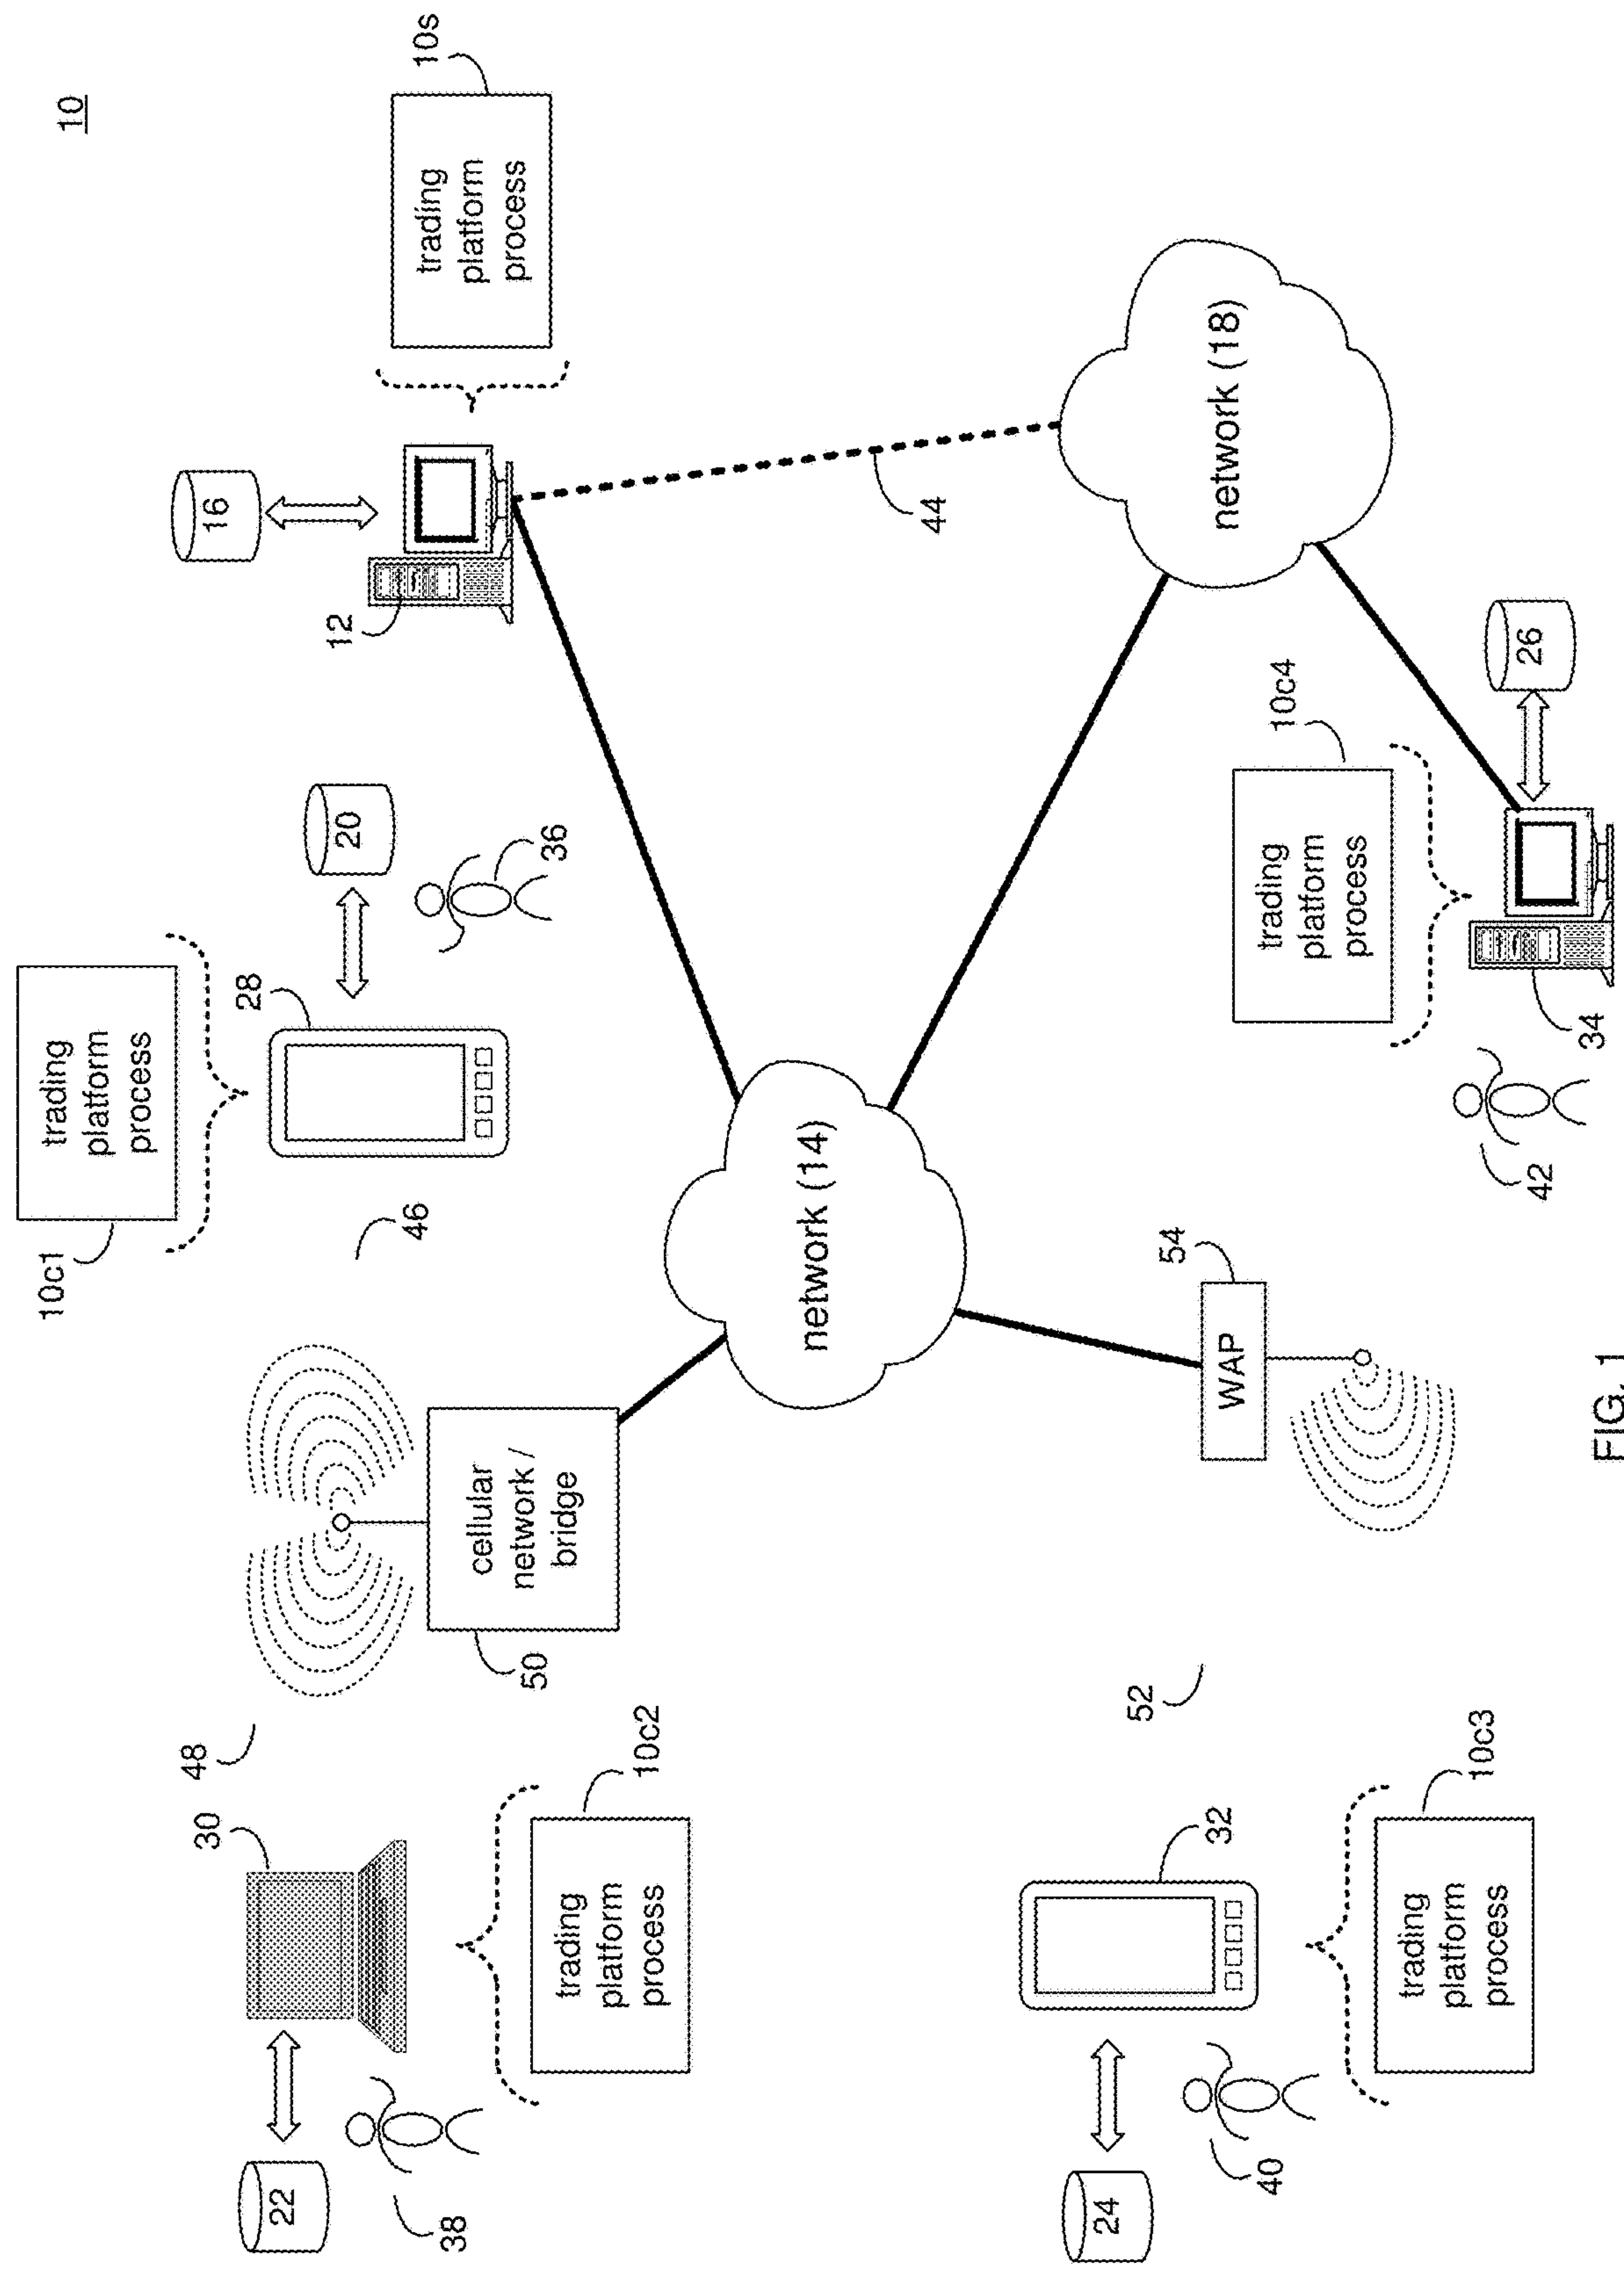 10
48
30
22
38
trading
platform
process
10c2
cellular
network /
bridge
50
46
trading
platform
process
10c1
28
20
36
16
12
trading
platform
process
10s
network (14)
44
network (18)
52
32
24
40
trading
platform
process
10c3
WAP
54
trading
platform
process
10c4
26
34
42
FIG. 1